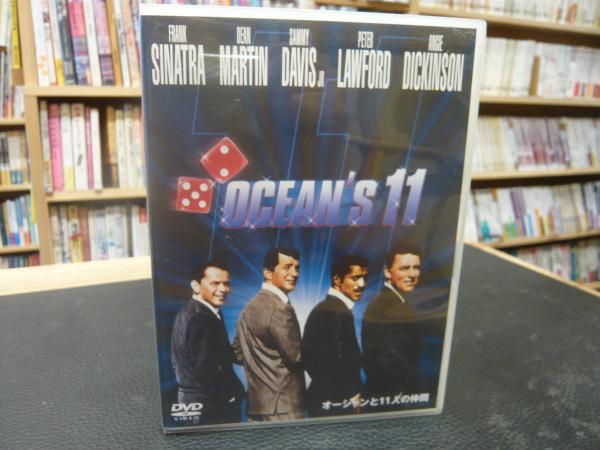 FRANK SINATRA
DEAN MARTIN
SAMMY DAVIS JR.
PETER LAWFORD
ANGIE DICKINSON
OCEAN'S 11
オーシャンと11人の仲間
DVD
VIDEO